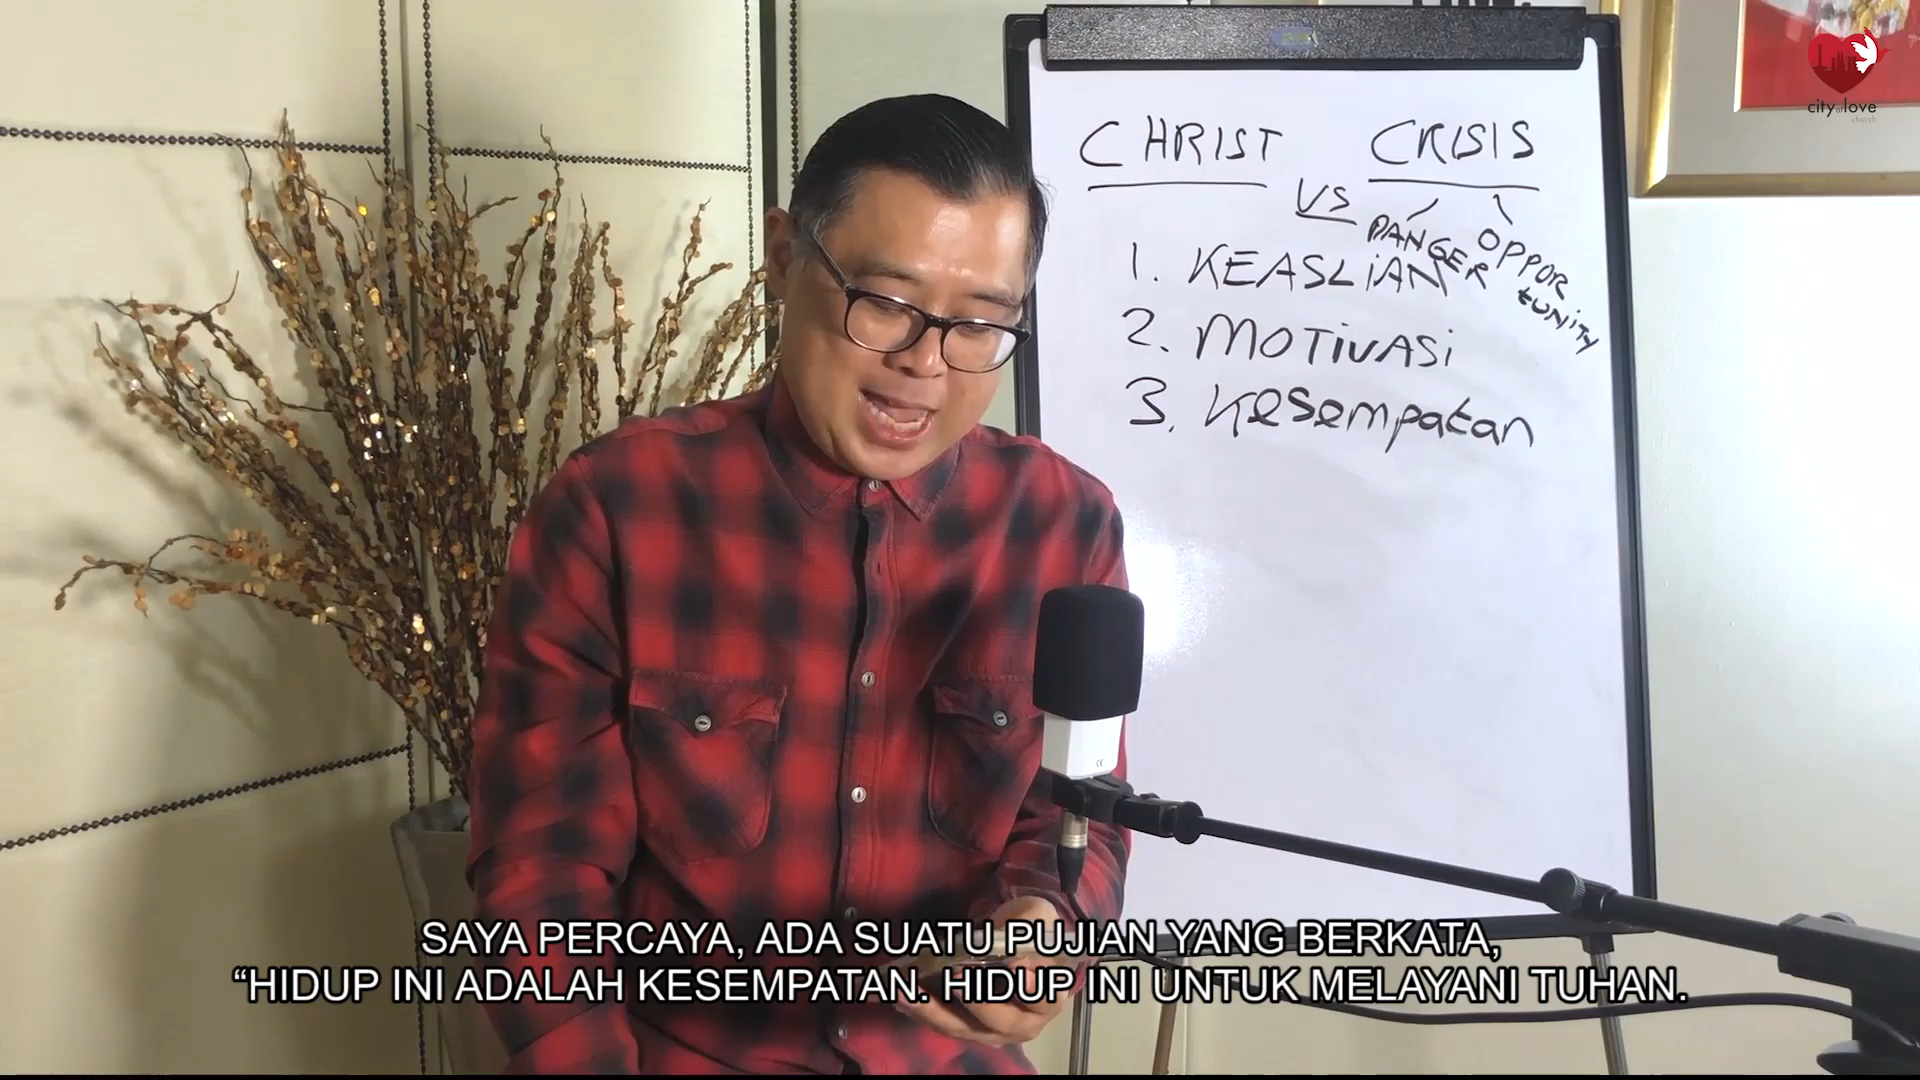 city of love
church
CHRIST VS CRISIS
DANGER OPPOR
tUNiTY
1. KEASLiAN
2. MOTiVASi
3. Kesempatan
CE
SAYA PERCAYA, ADA SUATU PUJIAN YANG BERKATA,
“HIDUP INI ADALAH KESEMPATAN. HIDUP INI UNTUK MELAYANI TUHAN.